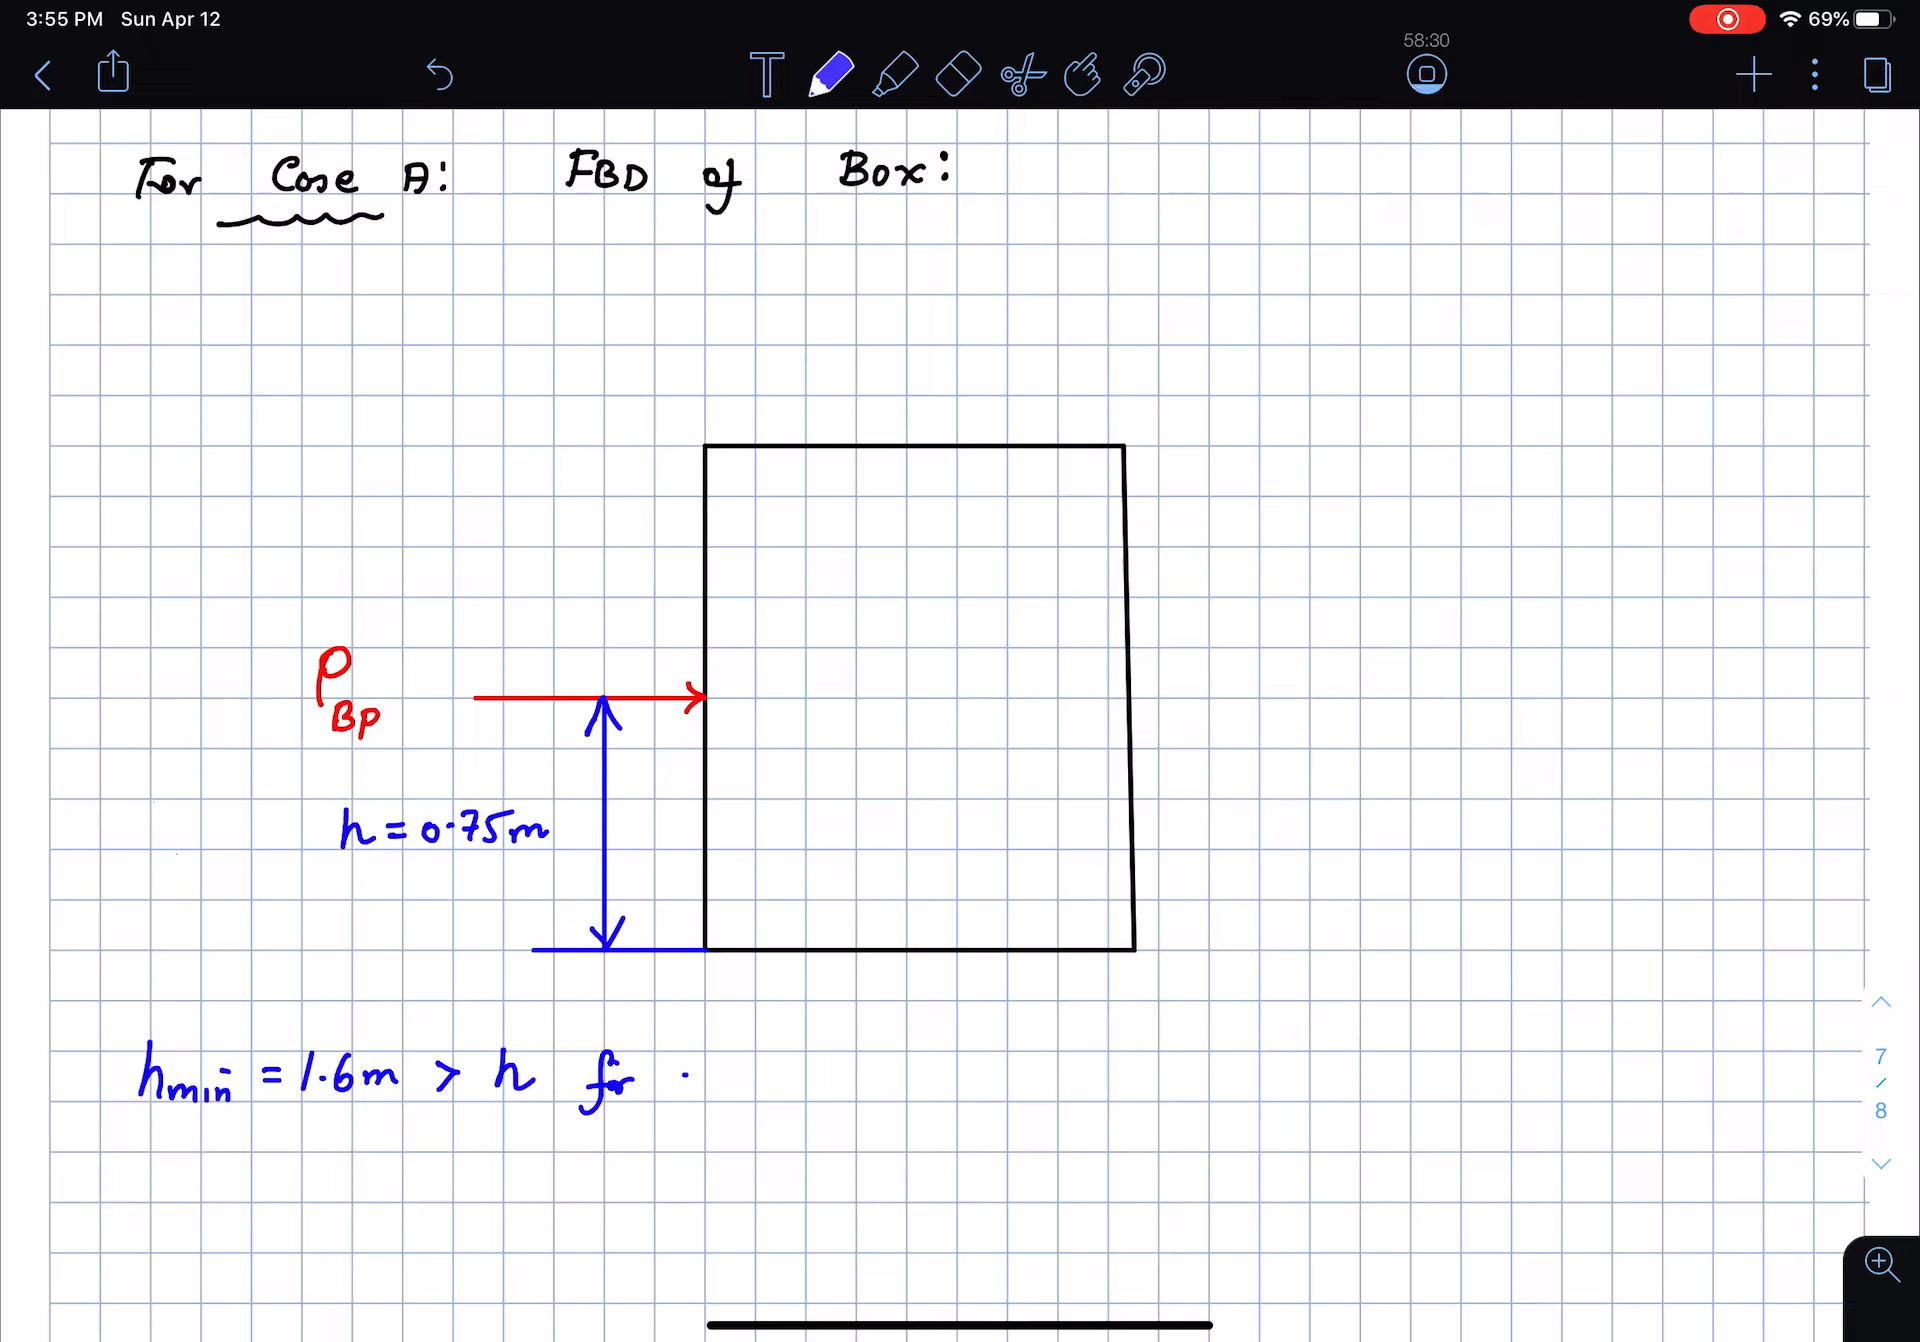 3:55 PM Sun Apr 12
69%
58:30
T
For Case A: FBD of Box:
P
BP
h = 0.75m
hmin = 1.6m > h for
7
/
8